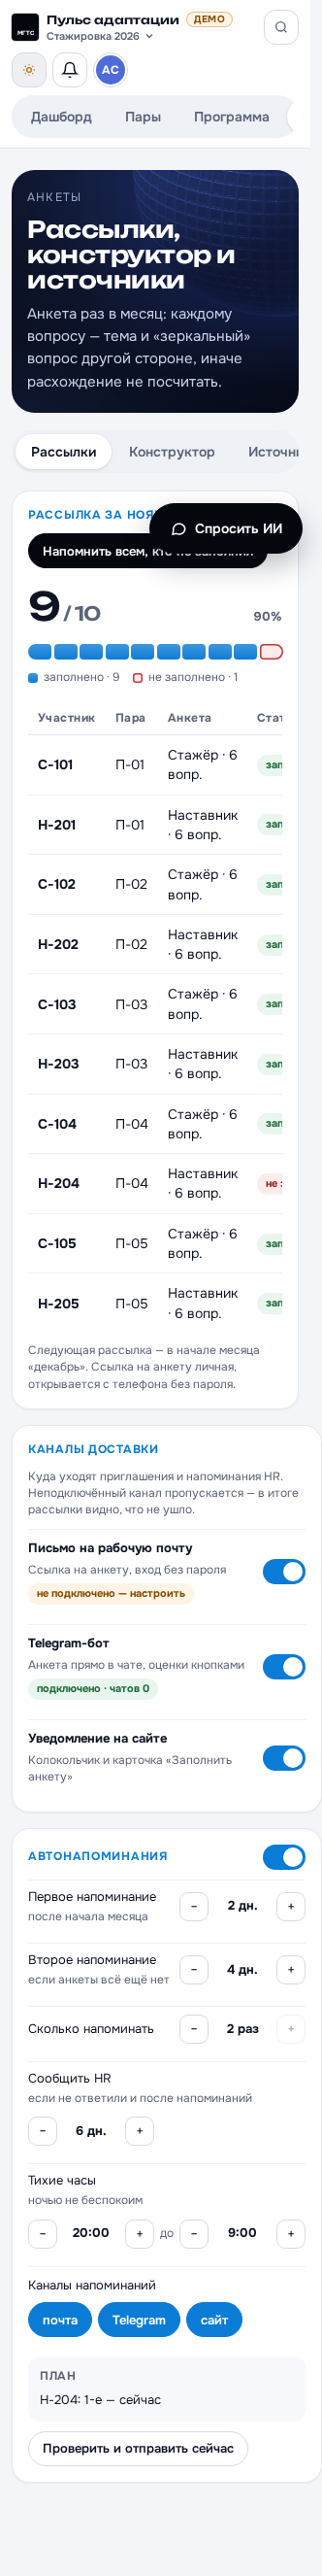 МГТС
Пульс адаптации
ДЕМО
Стажировка 2026
АС
Дашборд Пары Программа
АНКЕТЫ
Рассылки,
конструктор и
источники
Анкета раз в месяц: каждому
вопросу — тема и «зеркальный»
вопрос другой стороне, иначе
расхождение не посчитать.
Рассылки Конструктор
РАССЫЛКА ЗА
Спросить ИИ
Напомнить всем,
9 / 10
90%
заполнено · 9 не заполнено · 1
Участник Пара Анкета
С-101 П-01 Стажёр · 6
вопр.
Н-201 П-01 Наставник
· 6 вопр.
С-102 П-02 Стажёр · 6
вопр.
Н-202 П-02 Наставник
· 6 вопр.
С-103 П-03 Стажёр · 6
вопр.
Н-203 П-03 Наставник
· 6 вопр.
С-104 П-04 Стажёр · 6
вопр.
Н-204 П-04 Наставник
· 6 вопр.
не
С-105 П-05 Стажёр · 6
вопр.
Н-205 П-05 Наставник
· 6 вопр.
Следующая рассылка — в начале месяца
«декабрь». Ссылка на анкету личная,
открывается с телефона без пароля.
КАНАЛЫ ДОСТАВКИ
Куда уходят приглашения и напоминания HR.
Неподключённый канал пропускается — в итоге
рассылки видно, что не ушло.
Письмо на рабочую почту
Ссылка на анкету, вход без пароля
не подключено — настроить
Telegram-бот
Анкета прямо в чате, оценки кнопками
подключено · чатов 0
Уведомление на сайте
Колокольчик и карточка «Заполнить
анкету»
АВТОНАПОМИНАНИЯ
Первое напоминание
после начала месяца
− 2 дн. +
Второе напоминание
если анкеты всё ещё нет
− 4 дн. +
Сколько напоминать − 2 раз +
Сообщить HR
если не ответили и после напоминаний
− 6 дн. +
Тихие часы
ночью не беспокоим
− 20:00 + до − 9:00 +
Каналы напоминаний
почта Telegram сайт
ПЛАН
Н-204: 1-е — сейчас
Проверить и отправить сейчас